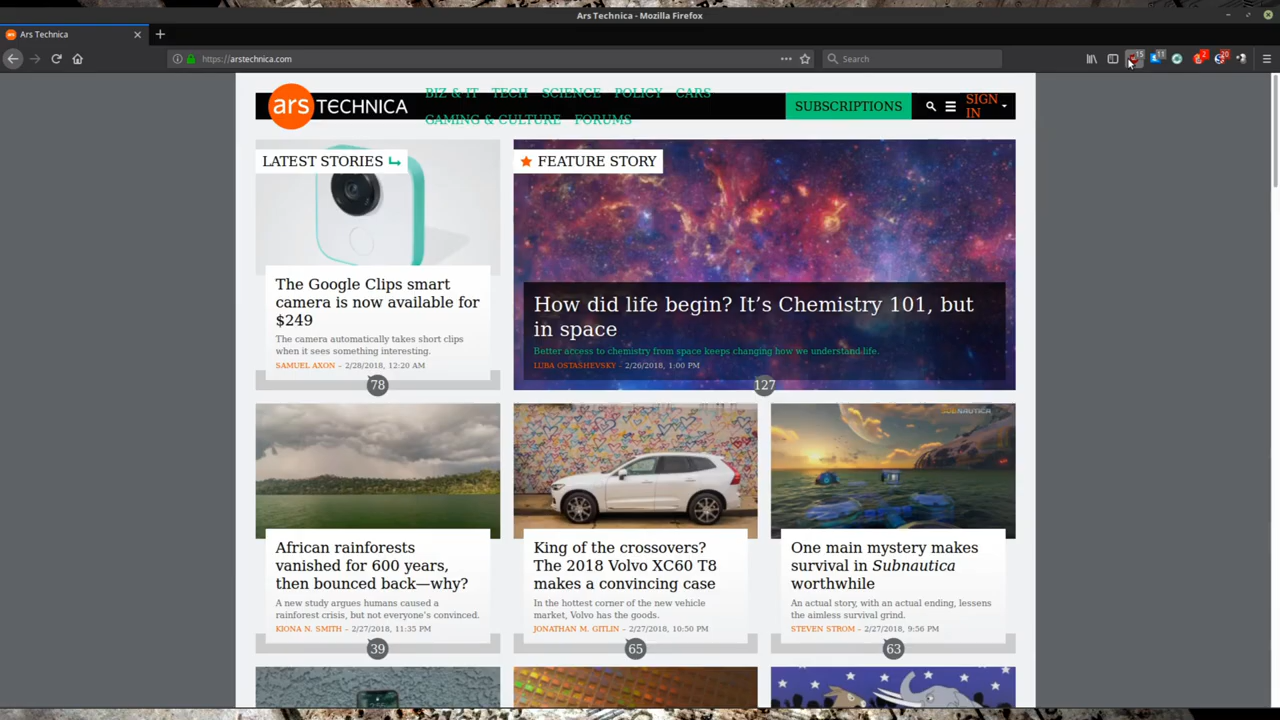 Ars Technica - Mozilla Firefox
Ars Technica
https://arstechnica.com
Search
15
11
2
20
ars TECHNICA
BIZ & IT TECH SCIENCE POLICY CARS
GAMING & CULTURE FORUMS
SUBSCRIPTIONS
SIGN
IN
LATEST STORIES
FEATURE STORY
The Google Clips smart
camera is now available for
$249
The camera automatically takes short clips
when it sees something interesting.
SAMUEL AXON – 2/28/2018, 12:20 AM
78
How did life begin? It’s Chemistry 101, but
in space
Better access to chemistry from space keeps changing how we understand life.
LUBA OSTASHEVSKY – 2/26/2018, 1:00 PM
127
African rainforests
vanished for 600 years,
then bounced back—why?
A new study argues humans caused a
rainforest crisis, but not everyone’s convinced.
KIONA N. SMITH – 2/27/2018, 11:35 PM
39
King of the crossovers?
The 2018 Volvo XC60 T8
makes a convincing case
In the hottest corner of the new vehicle
market, Volvo has the goods.
JONATHAN M. GITLIN – 2/27/2018, 10:50 PM
65
SUBNAUTICA
One main mystery makes
survival in Subnautica
worthwhile
An actual story, with an actual ending, lessens
the aimless survival grind.
STEVEN STROM – 2/27/2018, 9:56 PM
63